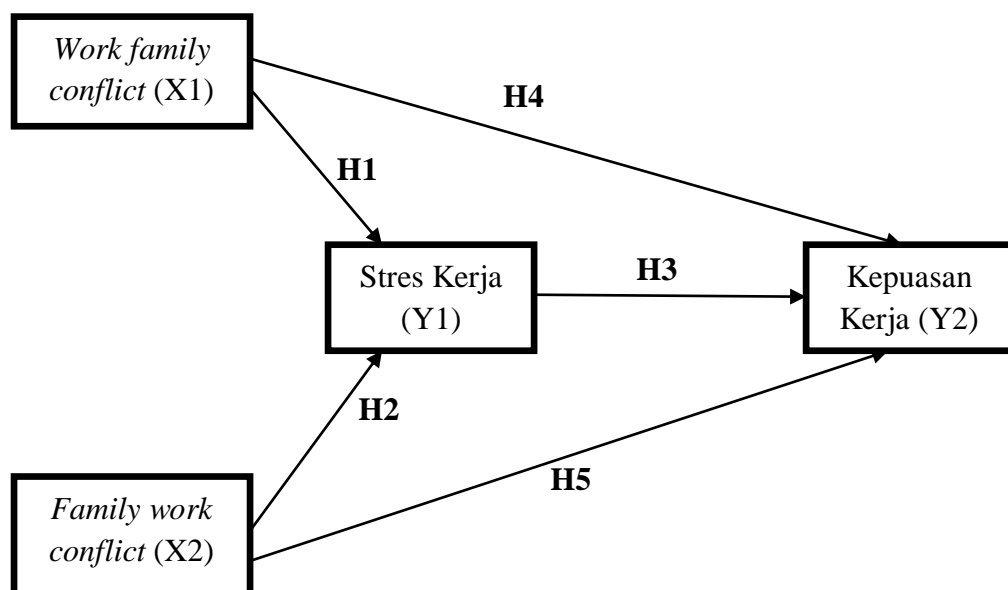 Work family
conflict (X1)
H4
H1
Stres Kerja
(Y1)
H3
Kepuasan
Kerja (Y2)
H2
H5
Family work
conflict (X2)